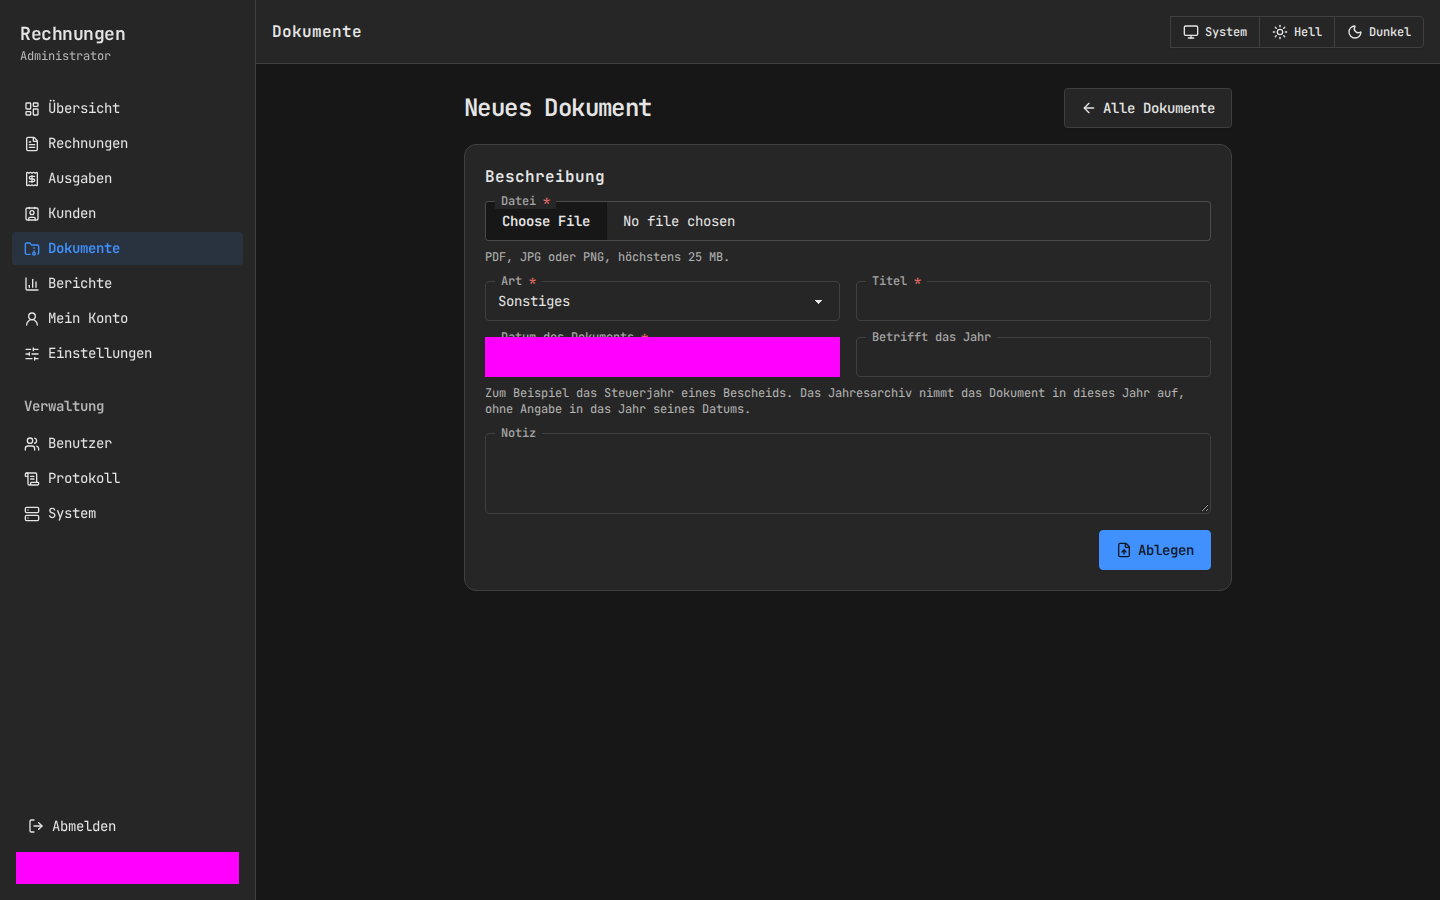 Rechnungen
Administrator
Übersicht
Rechnungen
Ausgaben
Kunden
Dokumente
Berichte
Mein Konto
Einstellungen
Verwaltung
Benutzer
Protokoll
System
Abmelden
Dokumente
System
Hell
Dunkel
Neues Dokument
Alle Dokumente
Beschreibung
Datei *
Choose File No file chosen
PDF, JPG oder PNG, höchstens 25 MB.
Art *
Sonstiges
Titel *
Datum des Dokuments *
Betrifft das Jahr
Zum Beispiel das Steuerjahr eines Bescheids. Das Jahresarchiv nimmt das Dokument in dieses Jahr auf,
ohne Angabe in das Jahr seines Datums.
Notiz
Ablegen